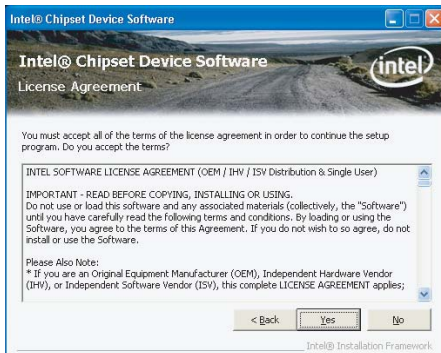 Intel® Chipset Device Software
Intel® Chipset Device Software
License Agreement
intel®
You must accept all of the terms of the license agreement in order to continue the setup
program. Do you accept the terms?
INTEL SOFTWARE LICENSE AGREEMENT (OEM / IHV / ISV Distribution & Single User)
IMPORTANT - READ BEFORE COPYING, INSTALLING OR USING.
Do not use or load this software and any associated materials (collectively, the "Software")
until you have carefully read the following terms and conditions. By loading or using the
Software, you agree to the terms of this Agreement. If you do not wish to so agree, do not
install or use the Software.
Please Also Note:
* If you are an Original Equipment Manufacturer (OEM), Independent Hardware Vendor
(IHV), or Independent Software Vendor (ISV), this complete LICENSE AGREEMENT applies;
< Back Yes No
Intel® Installation Framework